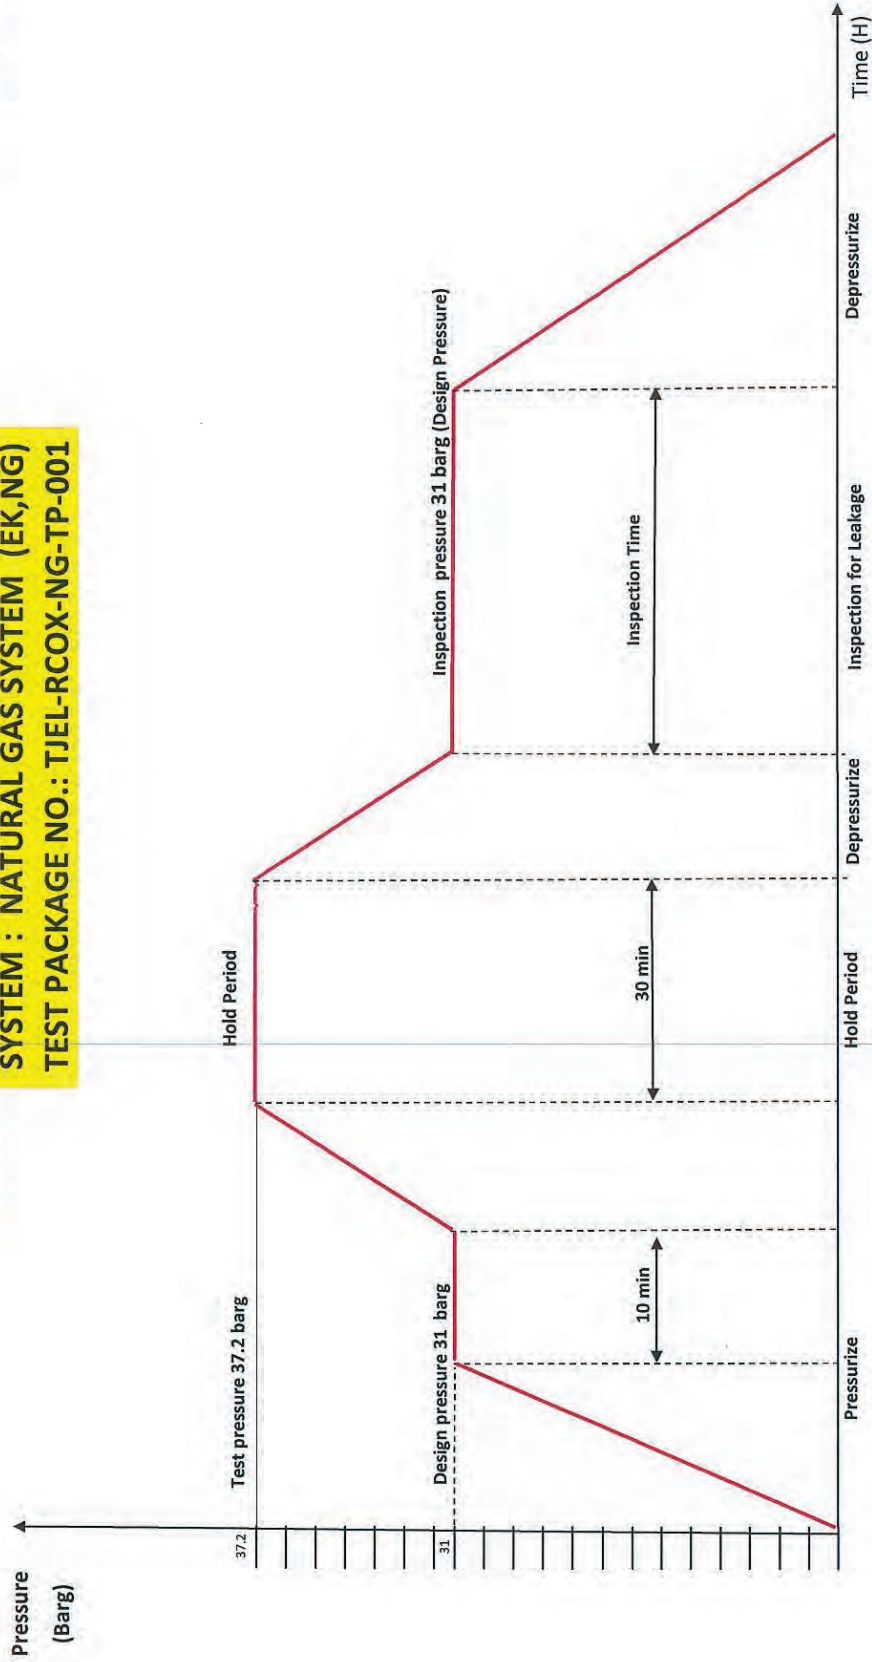 SYSTEM : NATURAL GAS SYSTEM (EK,NG)
TEST PACKAGE NO.: TJEL-RCOX-NG-TP-001
Pressure
(Barg)
37.2
Test pressure 37.2 barg
Hold Period
31
Design pressure 31 barg
Inspection pressure 31 barg (Design Pressure)
10 min
30 min
Inspection Time
Pressurize
Hold Period
Depressurize
Inspection for Leakage
Depressurize
Time (H)